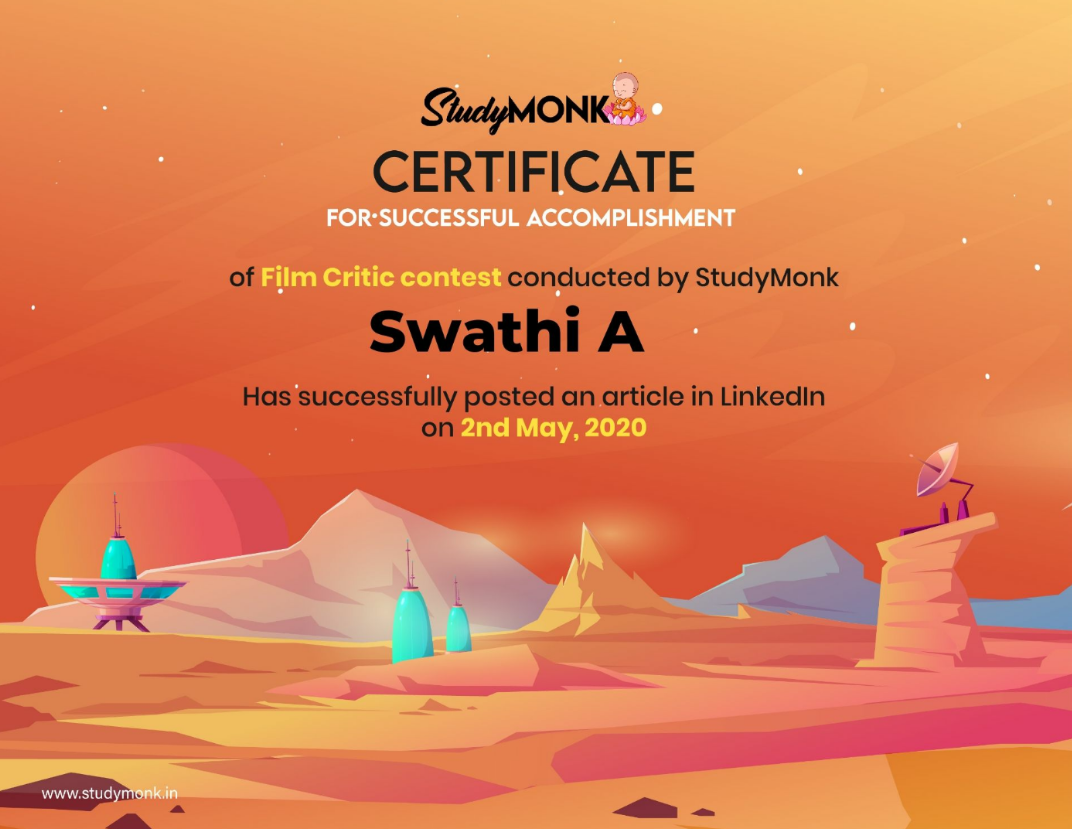 StudyMONK
CERTIFICATE
FOR SUCCESSFUL ACCOMPLISHMENT
of Film Critic contest conducted by StudyMonk
Swathi A
Has successfully posted an article in LinkedIn
on 2nd May, 2020
www.studymonk.in